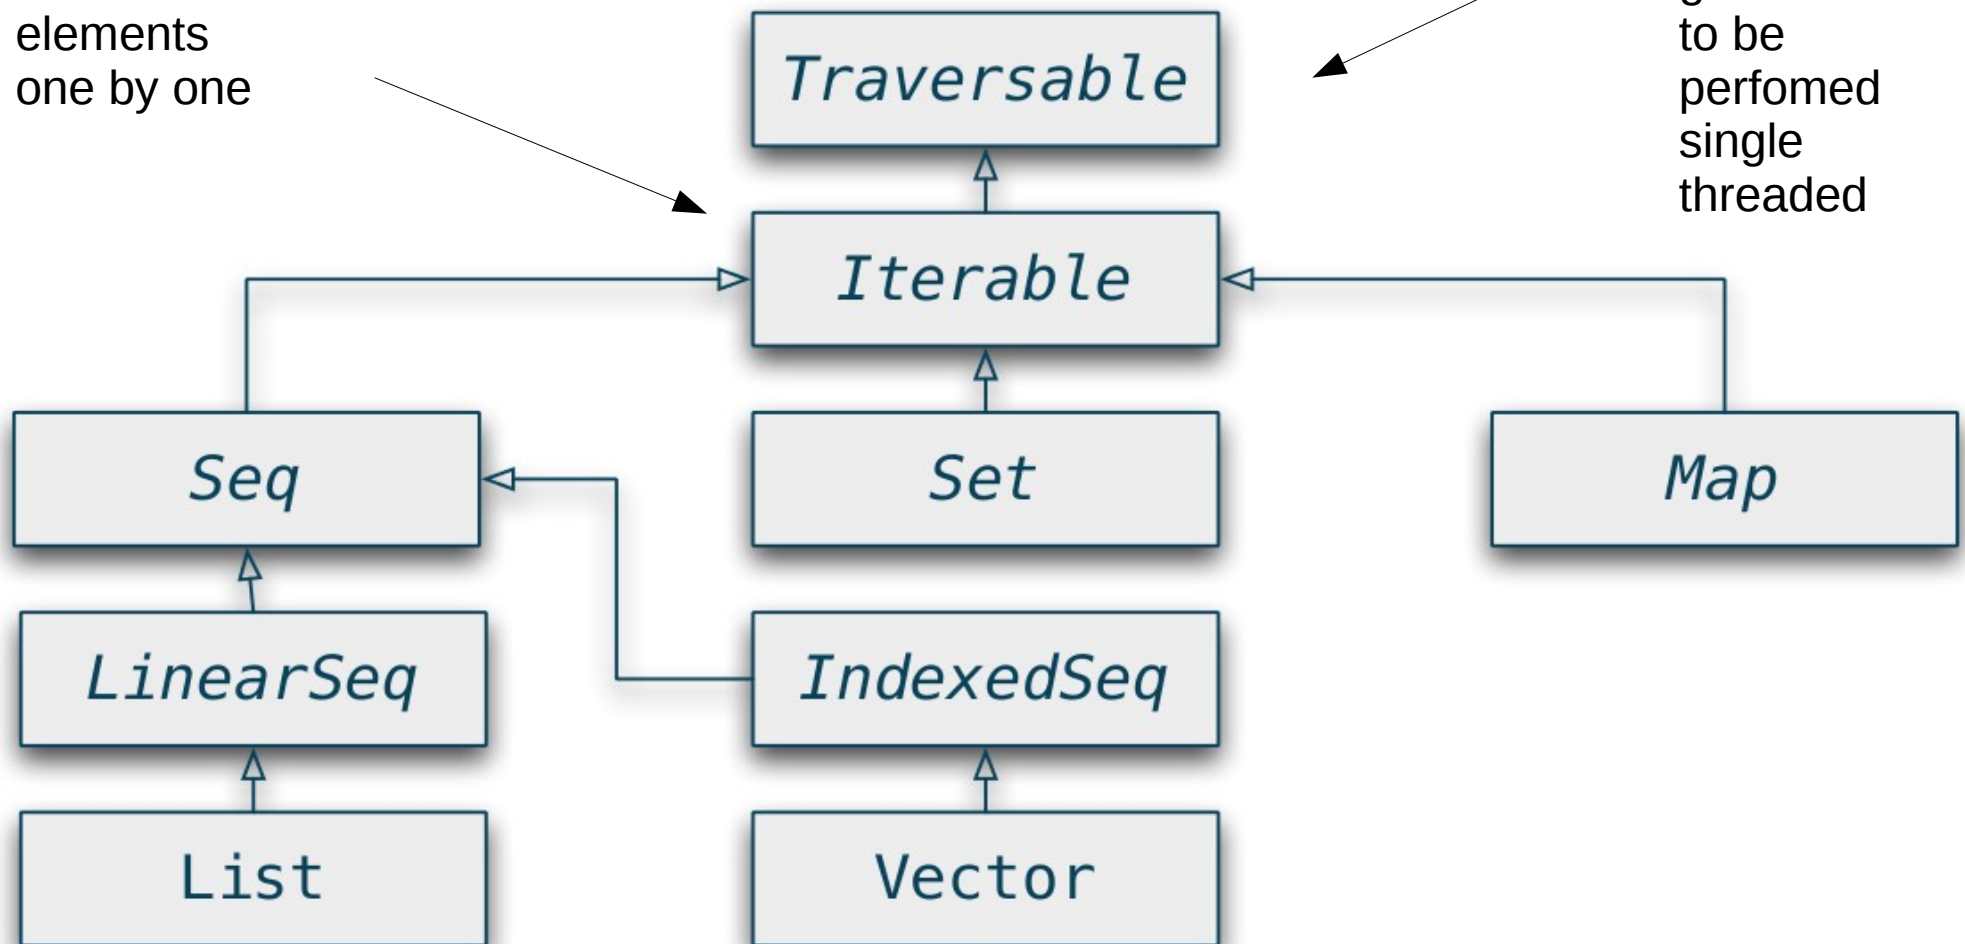 elements
one by one
to be
perfomed
single
threaded
Traversable
Iterable
Seq
Set
Map
LinearSeq
IndexedSeq
List
Vector